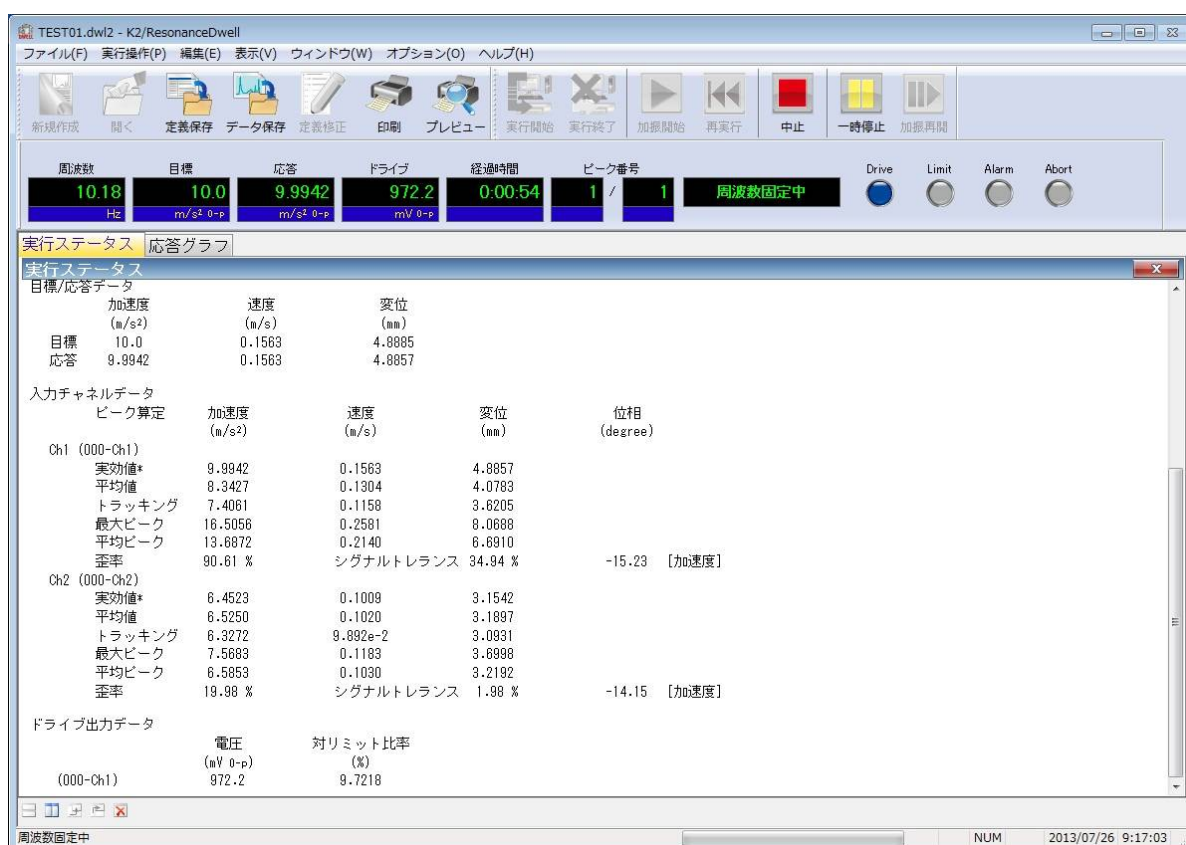 TEST01.dwl2 - K2/ResonanceDwell
ファイル(F) 実行操作(P) 編集(E) 表示(V) ウィンドウ(W) オプション(O) ヘルプ(H)
新規作成 開く 定義保存 データ保存 定義修正 印刷 プレビュー 実行開始 実行終了 加振開始 再実行 中止 一時停止 加振再開
周波数 目標 応答 ドライブ 経過時間 ピーク番号 Drive Limit Alarm Abort
10.18 10.0 9.9942 972.2 0:00:54 1 / 1 周波数固定中
Hz m/s² 0-p m/s² 0-p mV 0-p
実行ステータス 応答グラフ
実行ステータス
目標/応答データ
加速度 速度 変位
(m/s²) (m/s) (mm)
目標 10.0 0.1563 4.8885
応答 9.9942 0.1563 4.8857
入力チャネルデータ
ピーク算定 加速度 速度 変位 位相
(m/s²) (m/s) (mm) (degree)
Ch1 (000-Ch1)
実効値* 9.9942 0.1563 4.8857
平均値 8.3427 0.1304 4.0783
トラッキング 7.4061 0.1158 3.6205
最大ピーク 16.5056 0.2581 8.0688
平均ピーク 13.6872 0.2140 6.6910
歪率 90.61 % シグナルトレランス 34.94 % -15.23 [加速度]
Ch2 (000-Ch2)
実効値* 6.4523 0.1009 3.1542
平均値 6.5250 0.1020 3.1897
トラッキング 6.3272 9.892e-2 3.0931
最大ピーク 7.5683 0.1183 3.6998
平均ピーク 6.5853 0.1030 3.2192
歪率 19.98 % シグナルトレランス 1.98 % -14.15 [加速度]
ドライブ出力データ
電圧 対リミット比率
(mV 0-p) (%)
(000-Ch1) 972.2 9.7218
周波数固定中 NUM 2013/07/26 9:17:03